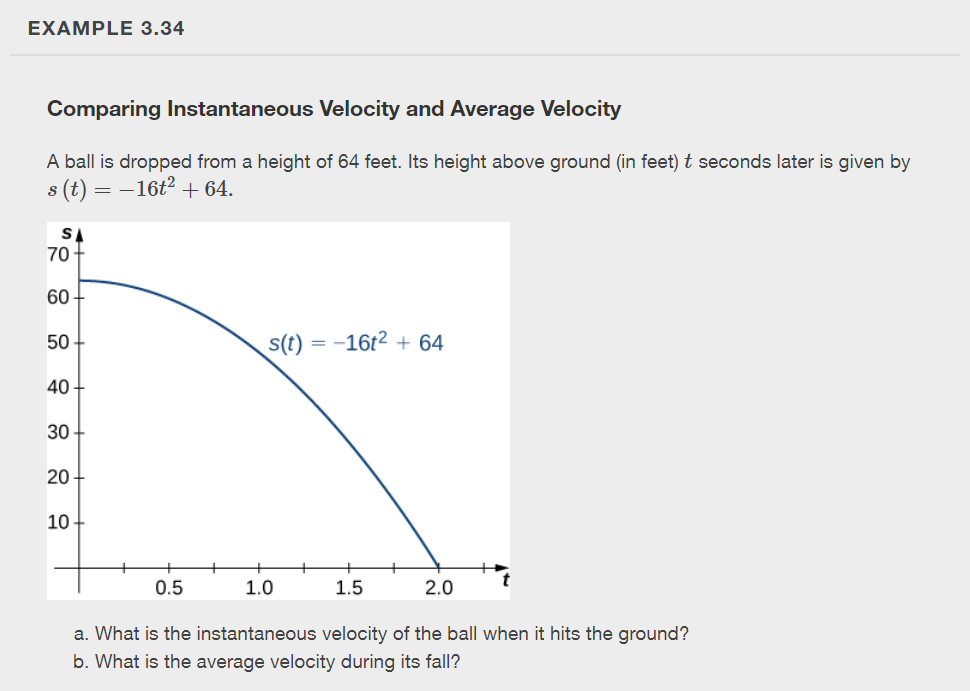 EXAMPLE 3.34
Comparing Instantaneous Velocity and Average Velocity
A ball is dropped from a height of 64 feet. Its height above ground (in feet) t seconds later is given by
s (t) = −16t² + 64.
s
70
60
50
s(t) = −16t² + 64
40
30
20
10
0.5 1.0 1.5 2.0 t
a. What is the instantaneous velocity of the ball when it hits the ground?
b. What is the average velocity during its fall?